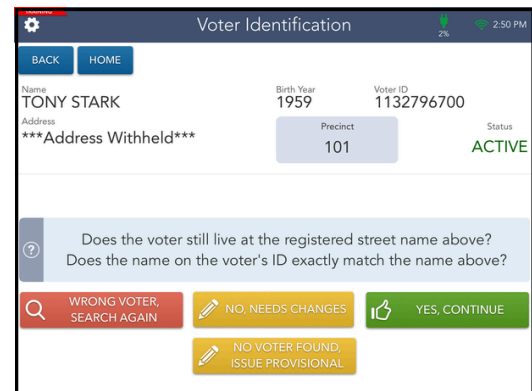 TRAINING
Voter Identification
2%
2:50 PM
BACK
HOME
Name
TONY STARK
Birth Year
1959
Voter ID
1132796700
Address
***Address Withheld***
Precinct
101
Status
ACTIVE
?
Does the voter still live at the registered street name above?
Does the name on the voter's ID exactly match the name above?
WRONG VOTER,
SEARCH AGAIN
NO, NEEDS CHANGES
YES, CONTINUE
NO VOTER FOUND,
ISSUE PROVISIONAL